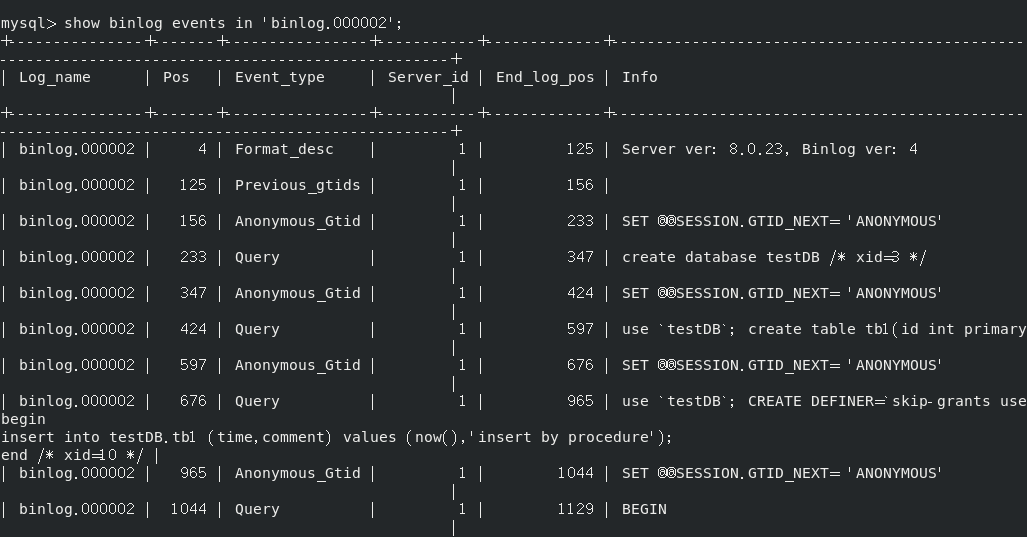 mysql> show binlog events in 'binlog.000002';
+---------------+------+----------------+-----------+-------------+----------------------------------------------
--------------------------------------------------+
| Log_name      | Pos  | Event_type     | Server_id | End_log_pos | Info
                                                  |
+---------------+------+----------------+-----------+-------------+----------------------------------------------
--------------------------------------------------+
| binlog.000002 |    4 | Format_desc    |         1 |         125 | Server ver: 8.0.23, Binlog ver: 4
                                                  |
| binlog.000002 |  125 | Previous_gtids |         1 |         156 |
                                                  |
| binlog.000002 |  156 | Anonymous_Gtid |         1 |         233 | SET @@SESSION.GTID_NEXT= 'ANONYMOUS'
                                                  |
| binlog.000002 |  233 | Query          |         1 |         347 | create database testDB /* xid=3 */
                                                  |
| binlog.000002 |  347 | Anonymous_Gtid |         1 |         424 | SET @@SESSION.GTID_NEXT= 'ANONYMOUS'
                                                  |
| binlog.000002 |  424 | Query          |         1 |         597 | use `testDB`; create table tb1(id int primary
                                                  |
| binlog.000002 |  597 | Anonymous_Gtid |         1 |         676 | SET @@SESSION.GTID_NEXT= 'ANONYMOUS'
                                                  |
| binlog.000002 |  676 | Query          |         1 |         965 | use `testDB`; CREATE DEFINER=`skip-grants use
begin
insert into testDB.tb1 (time,comment) values (now(),'insert by procedure');
end /* xid=10 */ |
| binlog.000002 |  965 | Anonymous_Gtid |         1 |        1044 | SET @@SESSION.GTID_NEXT= 'ANONYMOUS'
                                                  |
| binlog.000002 | 1044 | Query          |         1 |        1129 | BEGIN
                                                  |